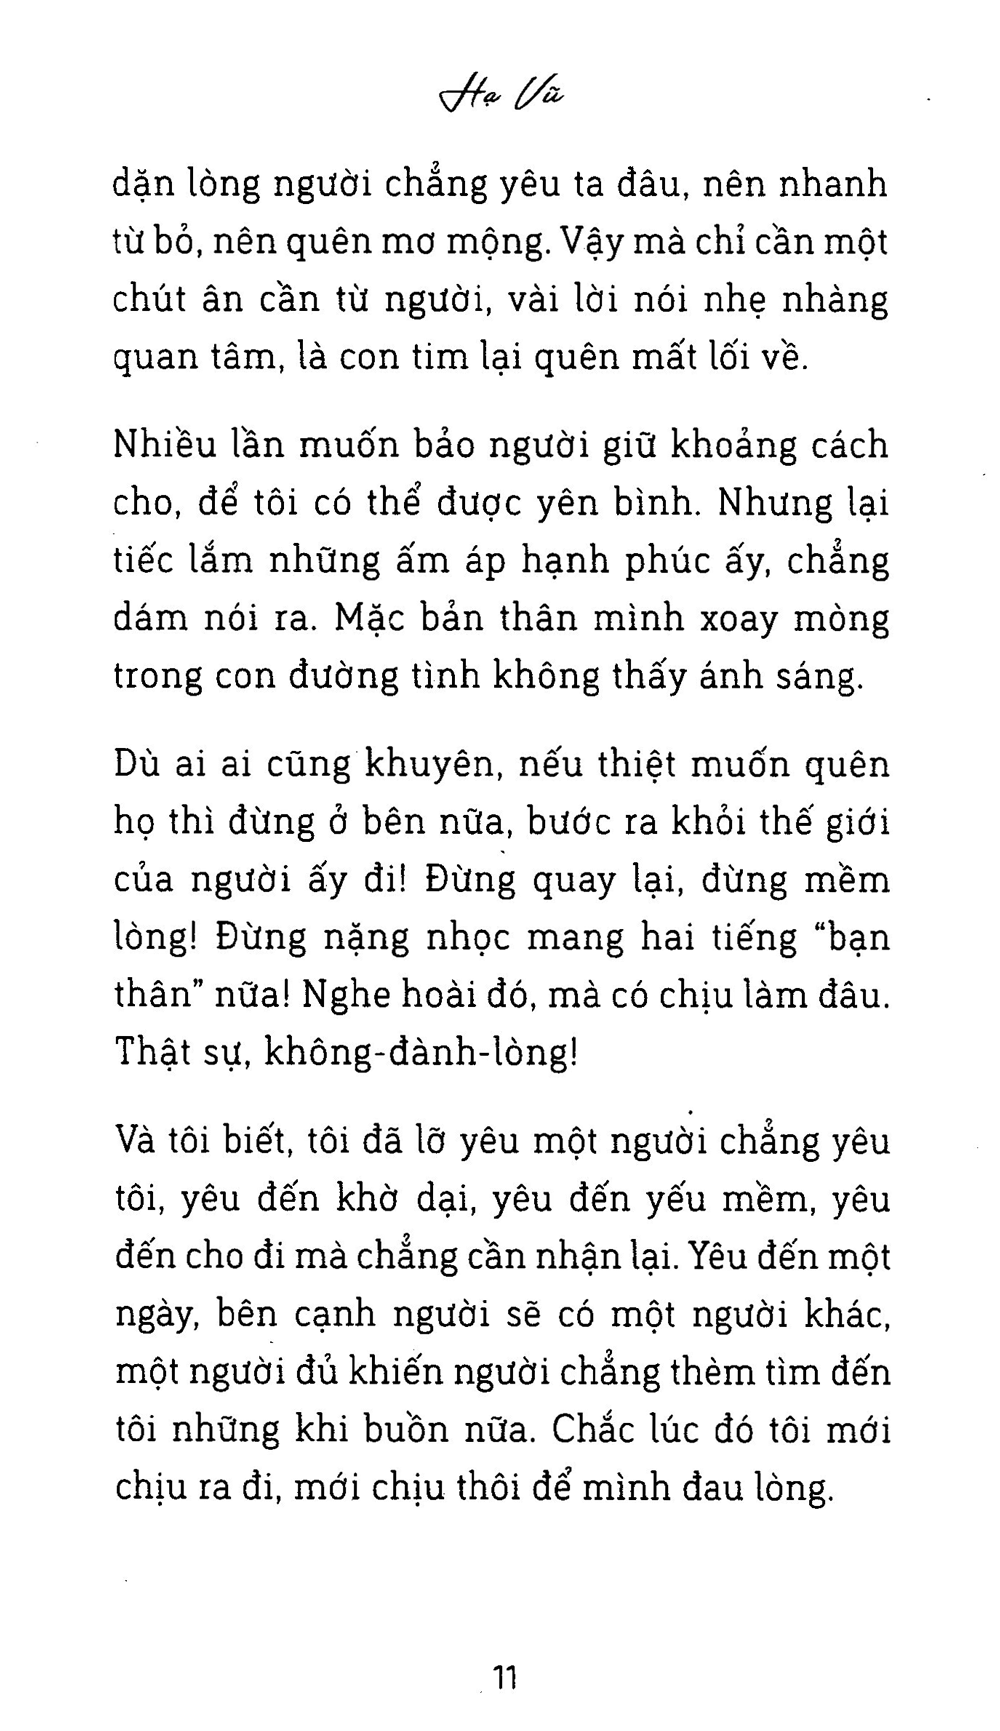 Hạ Vũ
dặn lòng người chẳng yêu ta đâu, nên nhanh
từ bỏ, nên quên mơ mộng. Vậy mà chỉ cần một
chút ân cần từ người, vài lời nói nhẹ nhàng
quan tâm, là con tim lại quên mất lối về.
Nhiều lần muốn bảo người giữ khoảng cách
cho, để tôi có thể được yên bình. Nhưng lại
tiếc lắm những ấm áp hạnh phúc ấy, chẳng
dám nói ra. Mặc bản thân mình xoay mòng
trong con đường tình không thấy ánh sáng.
Dù ai ai cũng khuyên, nếu thiệt muốn quên
họ thì đừng ở bên nữa, bước ra khỏi thế giới
của người ấy đi! Đừng quay lại, đừng mềm
lòng! Đừng nặng nhọc mang hai tiếng “bạn
thân” nữa! Nghe hoài đó, mà có chịu làm đâu.
Thật sự, không-đành-lòng!
Và tôi biết, tôi đã lỡ yêu một người chẳng yêu
tôi, yêu đến khờ dại, yêu đến yếu mềm, yêu
đến cho đi mà chẳng cần nhận lại. Yêu đến một
ngày, bên cạnh người sẽ có một người khác,
một người đủ khiến người chẳng thèm tìm đến
tôi những khi buồn nữa. Chắc lúc đó tôi mới
chịu ra đi, mới chịu thôi để mình đau lòng.
11